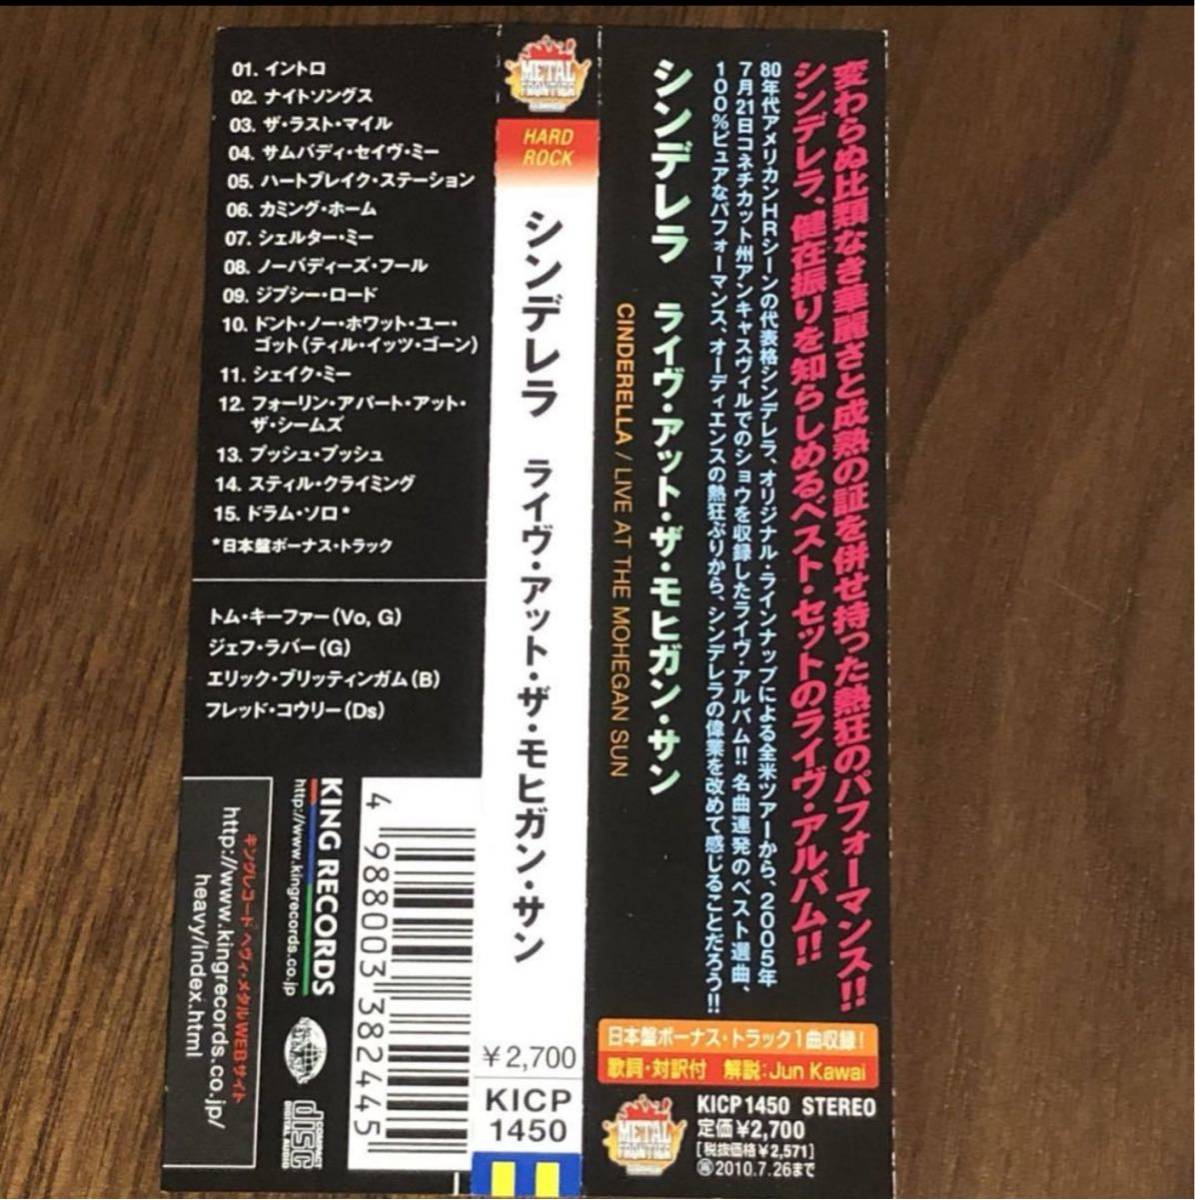 01. イントロ
02. ナイトソングス
03. ザ・ラスト・マイル
04. サムバディ・セイヴ・ミー
05. ハートブレイク・ステーション
06. カミング・ホーム
07. シェルター・ミー
08. ノーバディーズ・フール
09. ジプシー・ロード
10. ドント・ノー・ホワット・ユー・
ゴット(ティル・イッツ・ゴーン)
11. シェイク・ミー
12. フォーリン・アパート・アット・
ザ・シームズ
13. プッシュ・プッシュ
14. スティル・クライミング
15. ドラム・ソロ*
*日本盤ボーナス・トラック
トム・キーファー(Vo, G)
ジェフ・ラバー(G)
エリック・ブリッティンガム(B)
フレッド・コウリー(Ds)
4 988003 382445
KING RECORDS
http://www.kingrecords.co.jp
COMPACT
disc
DIGITAL AUDIO
キングレコード ヘヴィ・メタルWEBサイト
http://www.kingrecords.co.jp/
heavy/index.html
METAL
FRONTIER
HARD
ROCK
シンデレラ ライヴ・アット・ザ・モヒガン・サン
¥2,700
KICP
1450
変わらぬ比類なき華麗さと成熟の証を併せ持った熱狂のパフォーマンス!!
シンデレラ、健在振りを知らしめるベスト・セットのライヴ・アルバム!!
80年代アメリカンHRシーンの代表格シンデレラ、オリジナル・ラインナップによる全米ツアーから、2005年
7月21日コネチカット州アンキャスヴィルでのショウを収録したライヴ・アルバム!! 名曲連発のベスト選曲、
100%ピュアなパフォーマンス、オーディエンスの熱狂ぶりから、シンデレラの偉業を改めて感じることだろう!!
シンデレラ ライヴ・アット・ザ・モヒガン・サン
CINDERELLA / LIVE AT THE MOHEGAN SUN
日本盤ボーナス・トラック1曲収録!
歌詞・対訳付 解説:Jun Kawai
METAL
FRONTIER
KICP 1450 STEREO
定価¥2,700
[税抜価格¥2,571]
2010.7.26まで